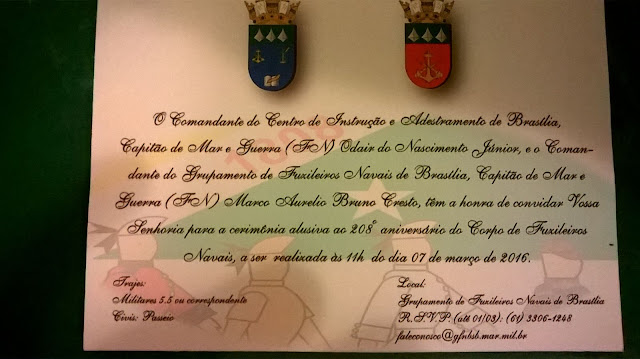 1808
O Comandante do Centro de Instrução e Adestramento de Brasília,
Capitão de Mar e Guerra (FN) Odair do Nascimento Júnior, e o Coman-
dante do Grupamento de Fuzileiros Navais de Brasília, Capitão de Mar e
Guerra (FN) Marco Aurelio Bruno Cresto, têm a honra de convidar Vossa
Senhoria para a cerimônia alusiva ao 208º aniversário do Corpo de Fuzileiros
Navais, a ser realizada às 11h do dia 07 de março de 2016.
Trajes:
Militares 5.5 ou correspondente
Civis: Passeio
Local:
Grupamento de Fuzileiros Navais de Brasília
R.S.V.P. (até 01/03): (61) 3306-1248
faleconosco@gfnbsb.mar.mil.br